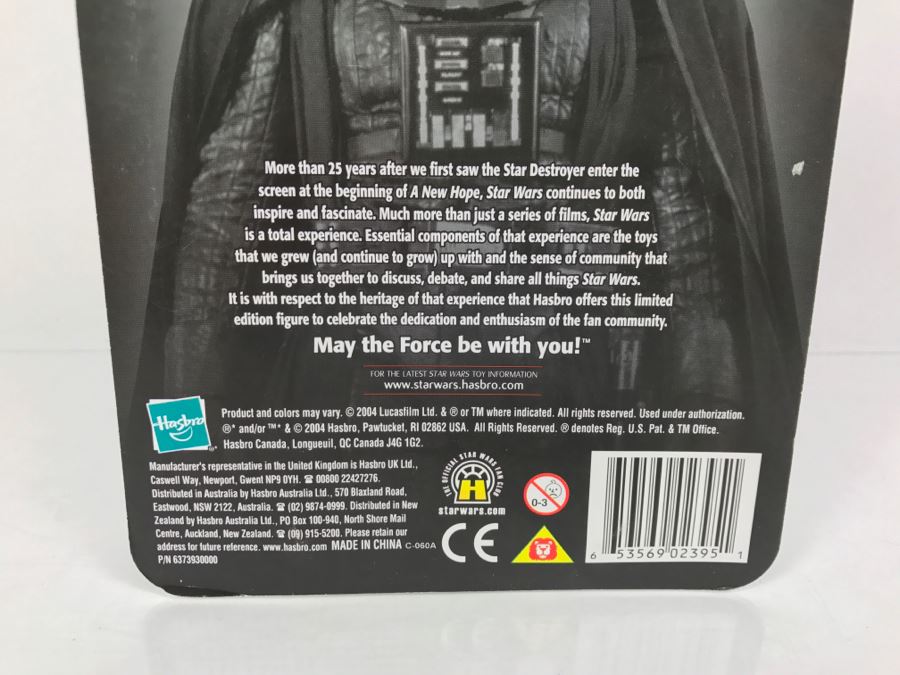 More than 25 years after we first saw the Star Destroyer enter the
screen at the beginning of A New Hope, Star Wars continues to both
inspire and fascinate. Much more than just a series of films, Star Wars
is a total experience. Essential components of that experience are the toys
that we grew (and continue to grow) up with and the sense of community that
brings us together to discuss, debate, and share all things Star Wars.
It is with respect to the heritage of that experience that Hasbro offers this limited
edition figure to celebrate the dedication and enthusiasm of the fan community.
May the Force be with you!™
FOR THE LATEST STAR WARS TOY INFORMATION
www.starwars.hasbro.com
Hasbro
Product and colors may vary. © 2004 Lucasfilm Ltd. & ® or TM where indicated. All rights reserved. Used under authorization.
®* and/or ™* & © 2004 Hasbro, Pawtucket, RI 02862 USA. All Rights Reserved. ® denotes Reg. U.S. Pat. & TM Office.
Hasbro Canada, Longueuil, QC Canada J4G 1G2.
Manufacturer's representative in the United Kingdom is Hasbro UK Ltd.,
Caswell Way, Newport, Gwent NP9 0YH. ☎ 00800 22427276.
Distributed in Australia by Hasbro Australia Ltd., 570 Blaxland Road,
Eastwood, NSW 2122, Australia. ☎ (02) 9874-0999. Distributed in New
Zealand by Hasbro Australia Ltd., PO Box 100-940, North Shore Mail
Centre, Auckland, New Zealand. ☎ (09) 915-5200. Please retain our
address for future reference. www.hasbro.com MADE IN CHINA C-060A
P/N 6373930000
THE OFFICIAL STAR WARS FAN CLUB
H
starwars.com
CE
0-3
6 53569 02395 1